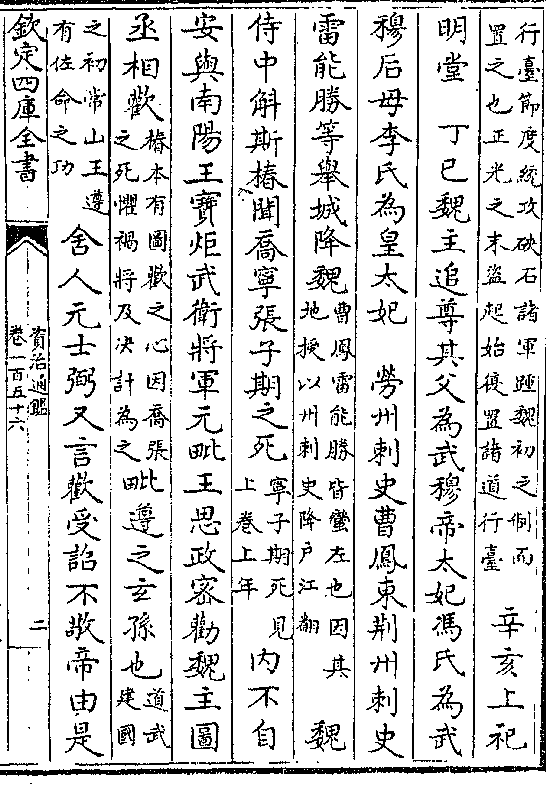 行臺節度統攻硤石諸軍踵魏初之制而
置之也正光之末盜起始復置諸道行臺
辛亥上祀
明堂　丁巳魏主追尊其父為武穆帝太妃馮氏為武
穆后母李氏為皇太妃　勞州刺史曹鳳東荆州刺史
雷能勝等舉城降魏
曹鳳雷能勝皆蠻左也因其
地授以州刺史降戶江翻
魏
侍中斛斯椿聞喬寧張子期之死
寧子期死見
上卷上年
内不自
安與南陽王寶炬武衛將軍元毗王思政密勸魏主圖
丞相歡
椿本有圖歡之心因喬張
之死懼禍將及决計為之
毗遵之玄孫也
道武
建國
之初常山王遵
有佐命之功
舍人元士弼又言歡受詔不敬帝由是
欽定四庫全書
資治通鑑
卷一百五十六
二